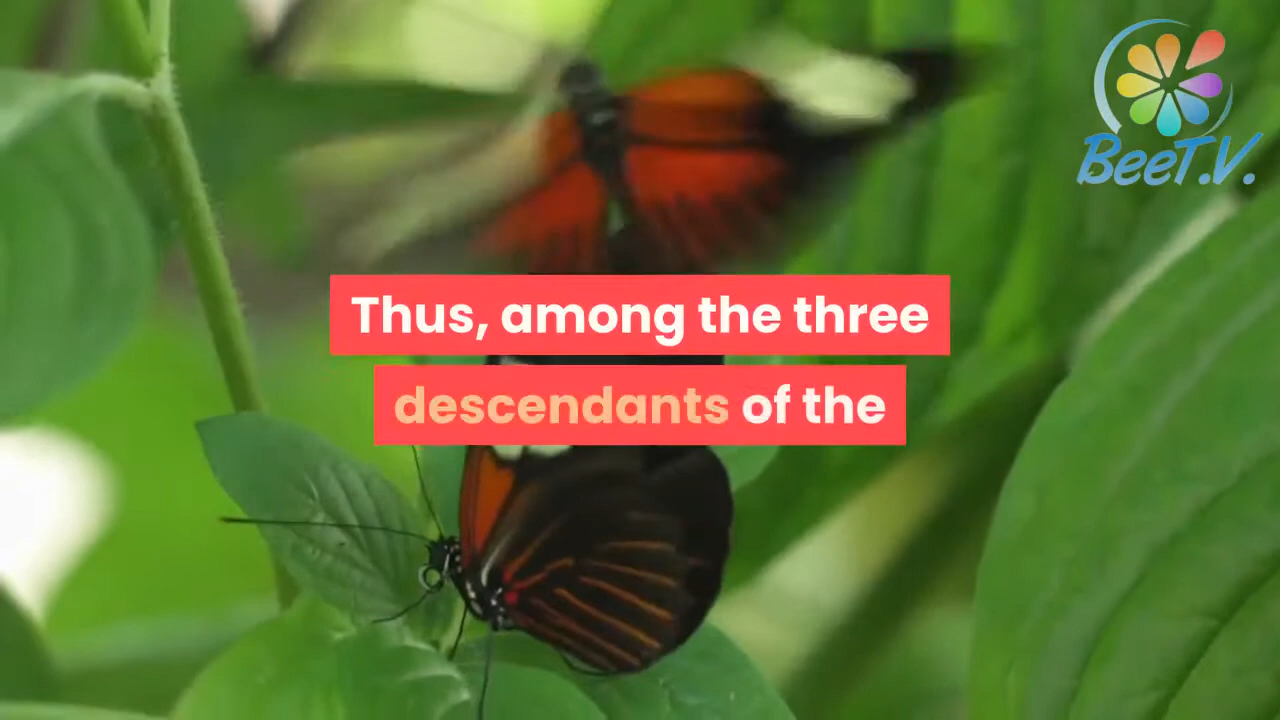 BeeT.V.
Thus, among the three
descendants of the